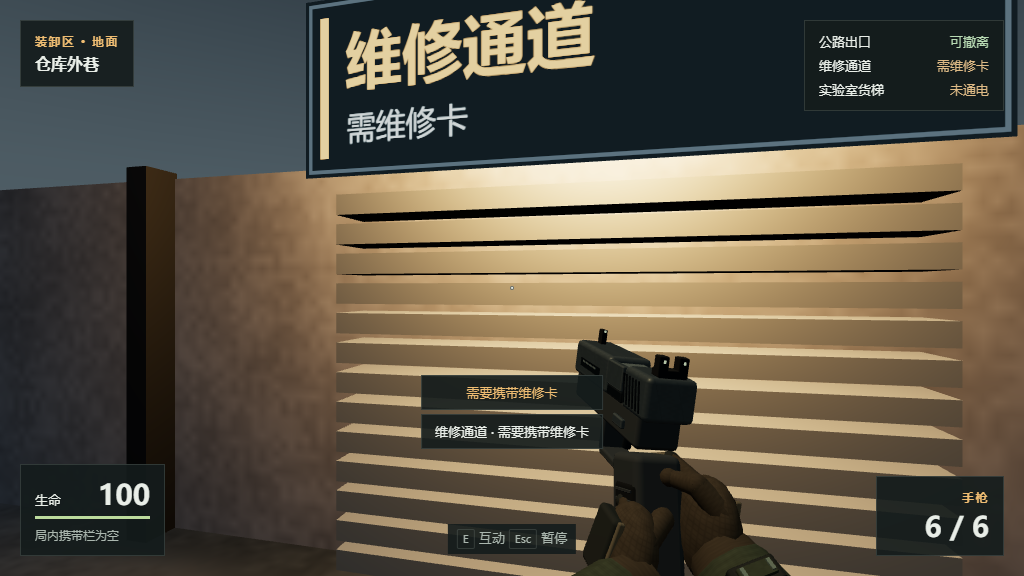 装卸区·地面
仓库外巷
维修通道
需维修卡
公路出口 可撤离
维修通道 需维修卡
实验室货梯 未通电
需要携带维修卡
维修通道·需要携带维修卡
生命 100
局内携带栏为空
E 互动 Esc 暂停
手枪
6 / 6